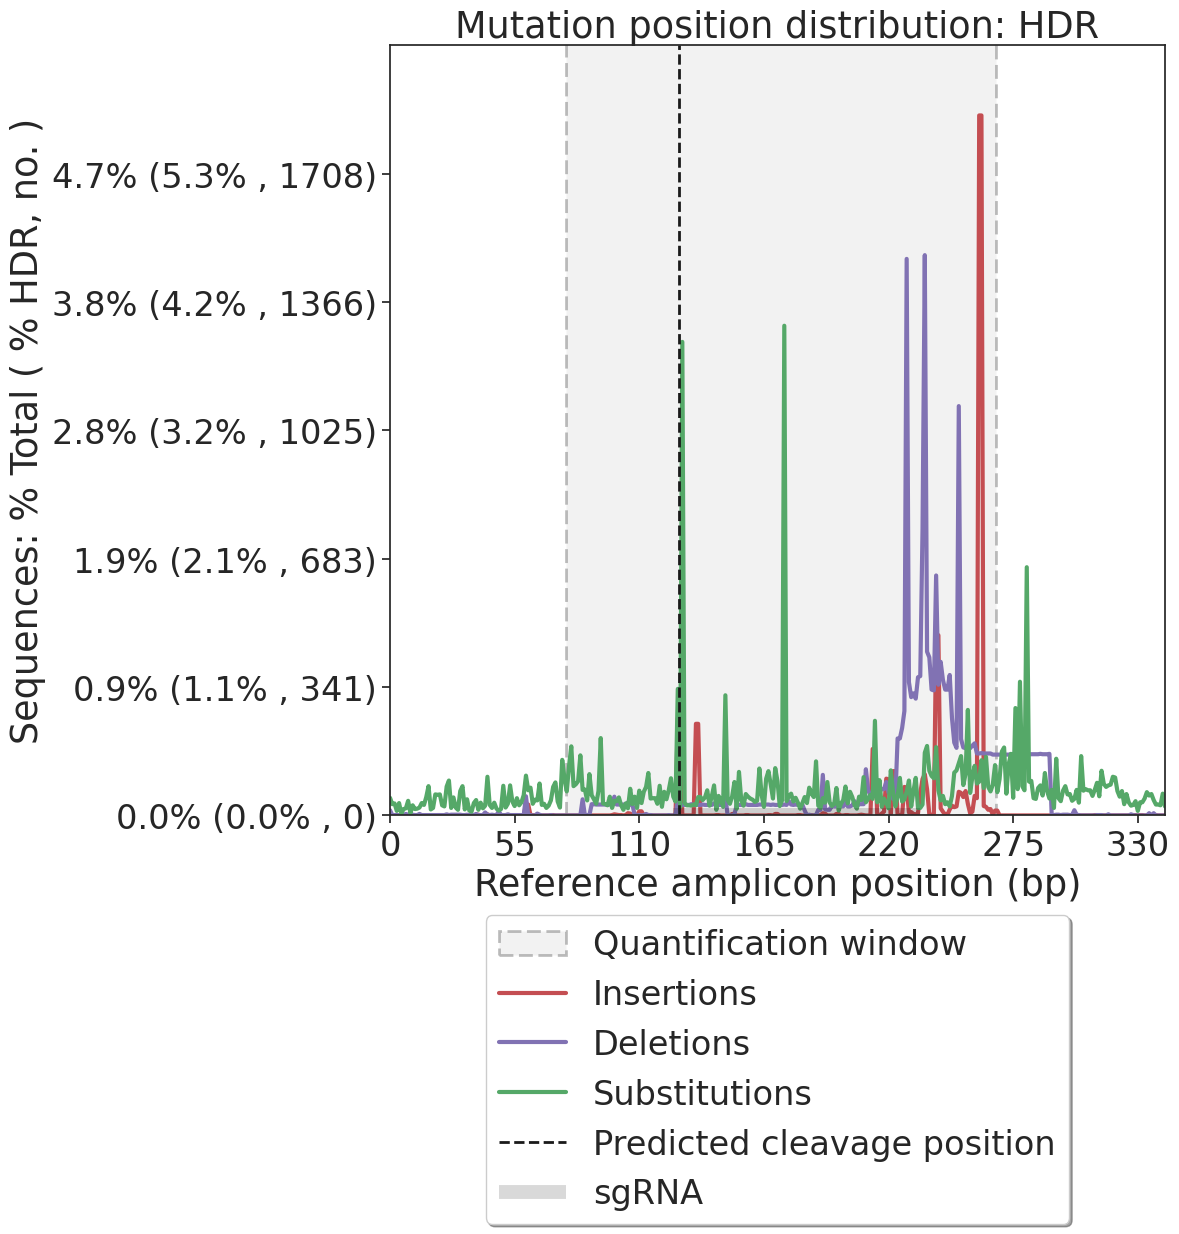 Mutation position distribution: HDR
Sequences: % Total ( % HDR, no. )
4.7% (5.3% , 1708)
3.8% (4.2% , 1366)
2.8% (3.2% , 1025)
1.9% (2.1% , 683)
0.9% (1.1% , 341)
0.0% (0.0% , 0)
0 55 110 165 220 275 330
Reference amplicon position (bp)
Quantification window
Insertions
Deletions
Substitutions
Predicted cleavage position
sgRNA